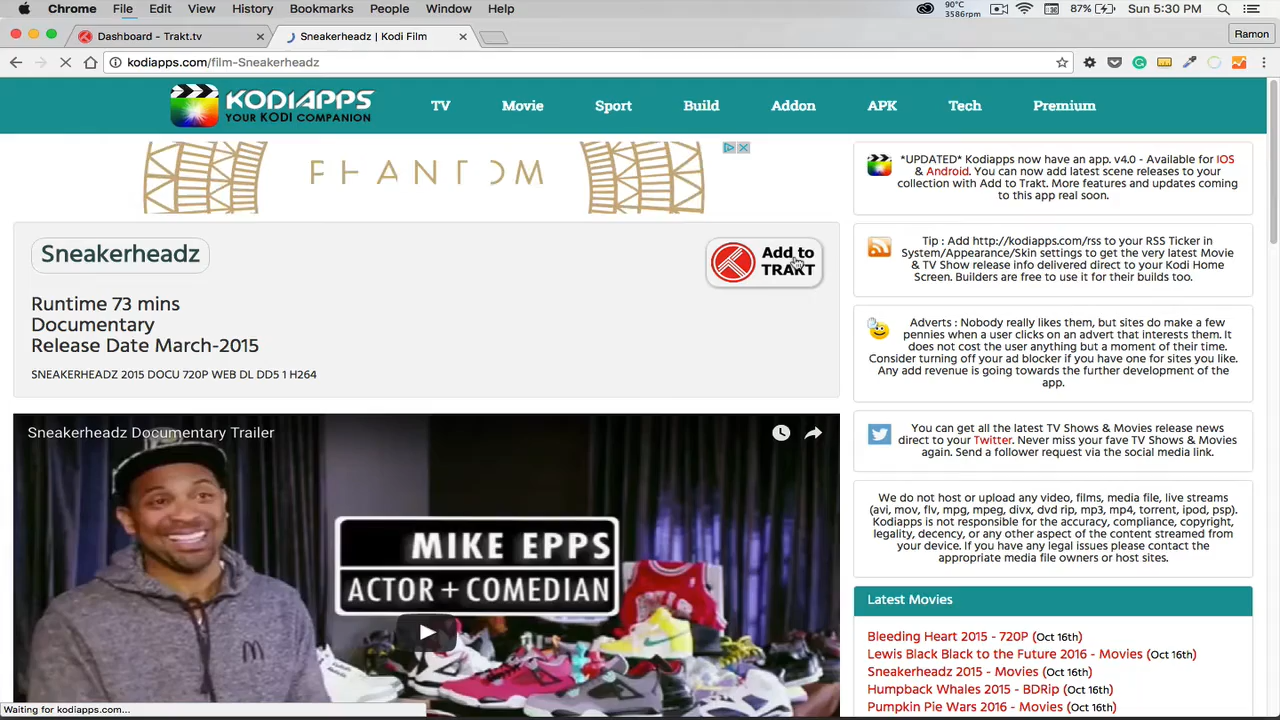 Chrome File Edit View History Bookmarks People Window Help
90°C
3586rpm
87% Sun 5:30 PM
Dashboard - Trakt.tv
Sneakerheadz | Kodi Film
Ramon
kodiapps.com/film-Sneakerheadz
KODIAPPS
YOUR KODI COMPANION
TV Movie Sport Build Addon APK Tech Premium
PHANTOM
Sneakerheadz
Add to
TRAKT
Runtime 73 mins
Documentary
Release Date March-2015
SNEAKERHEADZ 2015 DOCU 720P WEB DL DD5 1 H264
Sneakerheadz Documentary Trailer
MIKE EPPS
ACTOR + COMEDIAN
*UPDATED* Kodiapps now have an app. v4.0 - Available for IOS
& Android. You can now add latest scene releases to your
collection with Add to Trakt. More features and updates coming
to this app real soon.
Tip : Add http://kodiapps.com/rss to your RSS Ticker in
System/Appearance/Skin settings to get the very latest Movie
& TV Show release info delivered direct to your Kodi Home
Screen. Builders are free to use it for their builds too.
Adverts : Nobody really likes them, but sites do make a few
pennies when a user clicks on an advert that interests them. It
does not cost the user anything but a moment of their time.
Consider turning off your ad blocker if you have one for sites you like.
Any add revenue is going towards the further development of the
app.
You can get all the latest TV Shows & Movies release news
direct to your Twitter. Never miss your fave TV Shows & Movies
again. Send a follower request via the social media link.
We do not host or upload any video, films, media file, live streams
(avi, mov, flv, mpg, mpeg, divx, dvd rip, mp3, mp4, torrent, ipod, psp).
Kodiapps is not responsible for the accuracy, compliance, copyright,
legality, decency, or any other aspect of the content streamed from
your device. If you have any legal issues please contact the
appropriate media file owners or host sites.
Latest Movies
Bleeding Heart 2015 - 720P (Oct 16th)
Lewis Black Black to the Future 2016 - Movies (Oct 16th)
Sneakerheadz 2015 - Movies (Oct 16th)
Humpback Whales 2015 - BDRip (Oct 16th)
Pumpkin Pie Wars 2016 - Movies (Oct 16th)
Waiting for kodiapps.com...